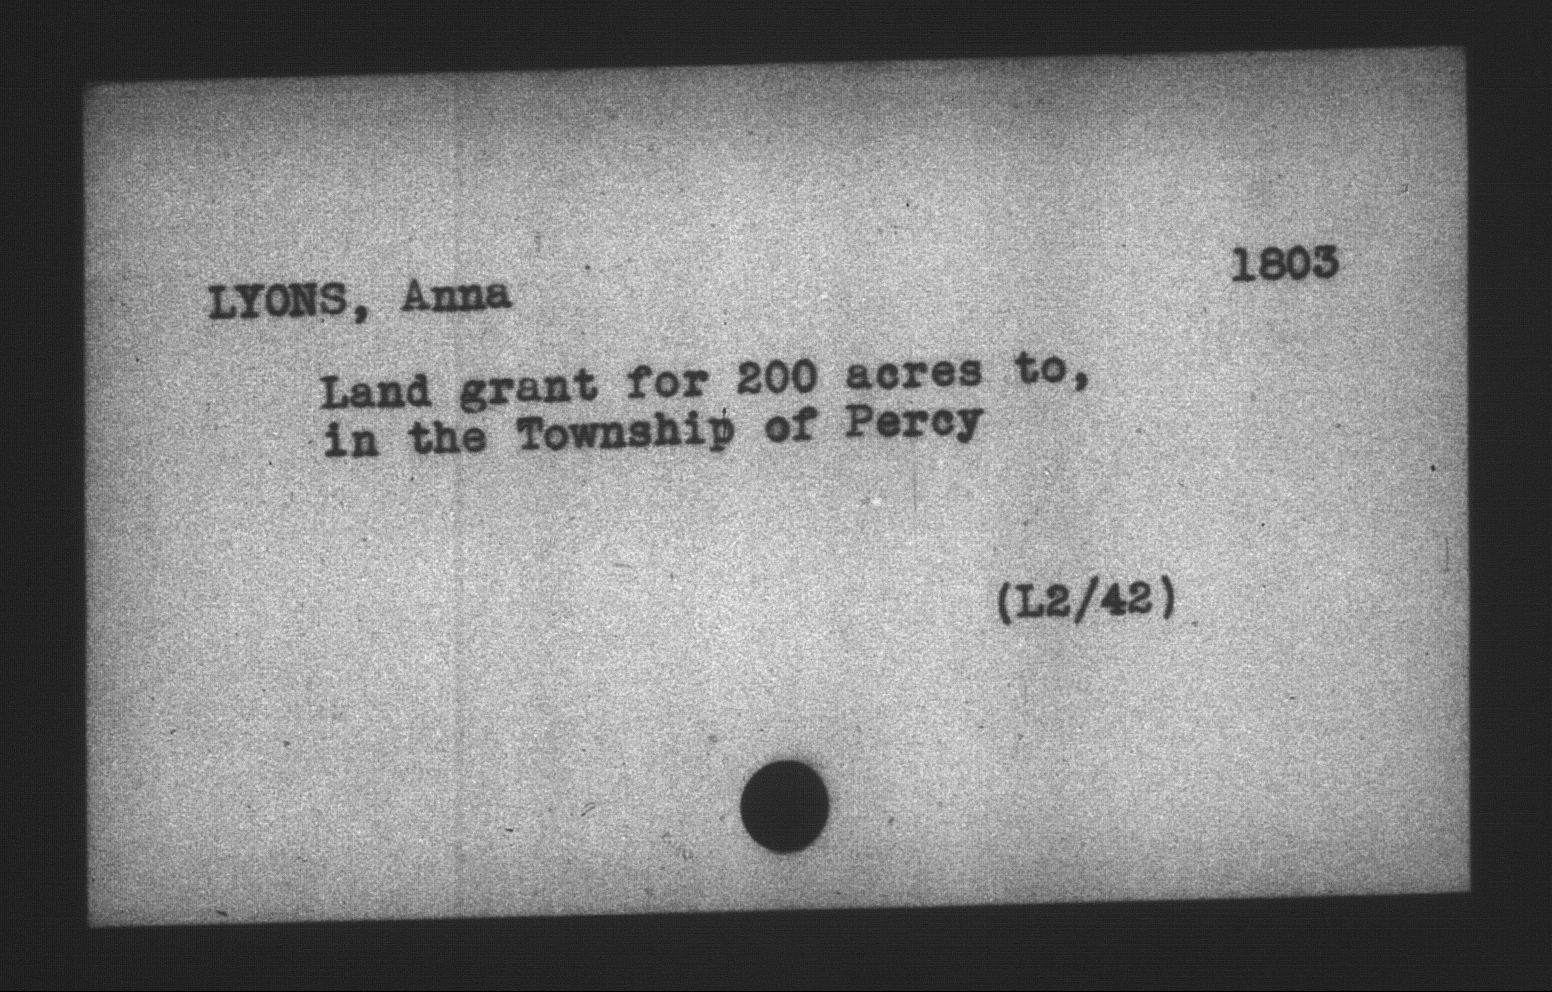 1803
LYONS, Anna
Land grant for 200 acres to,
in the Township of Percy
(L2/42)